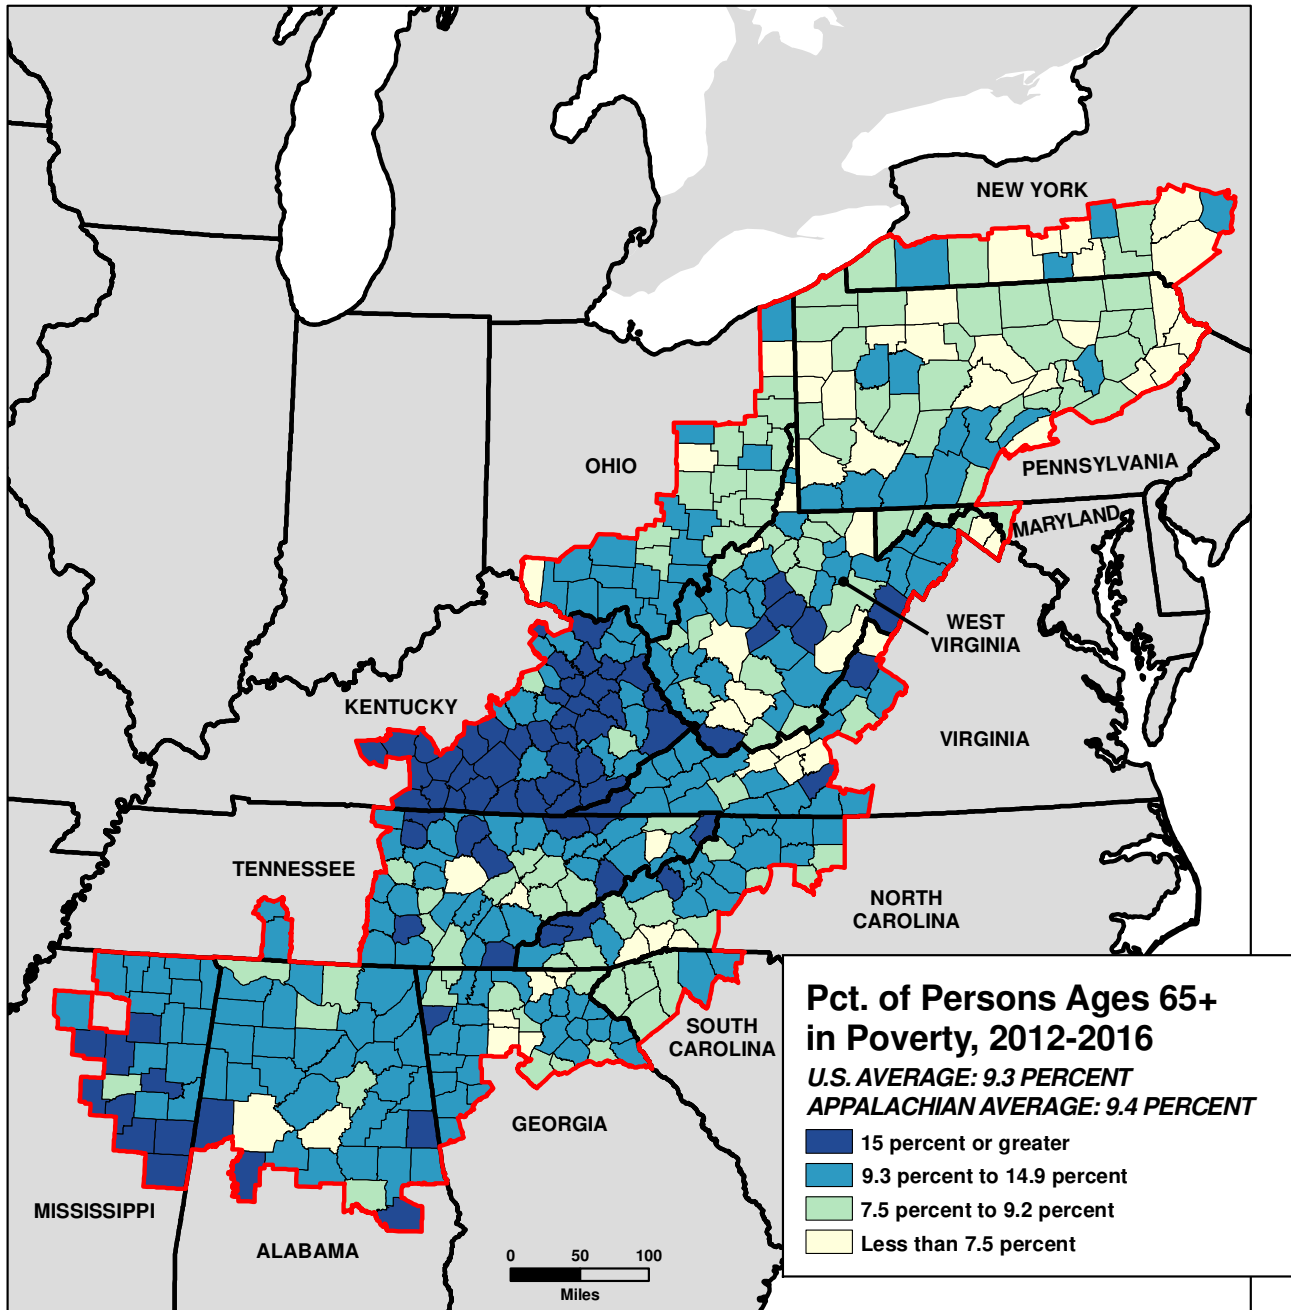 NEW YORK
OHIO
PENNSYLVANIA
MARYLAND
WEST
VIRGINIA
KENTUCKY
VIRGINIA
TENNESSEE
NORTH
CAROLINA
SOUTH
CAROLINA
GEORGIA
MISSISSIPPI
ALABAMA
Pct. of Persons Ages 65+
in Poverty, 2012-2016
U.S. AVERAGE: 9.3 PERCENT
APPALACHIAN AVERAGE: 9.4 PERCENT
15 percent or greater
9.3 percent to 14.9 percent
7.5 percent to 9.2 percent
Less than 7.5 percent
0 50 100
Miles